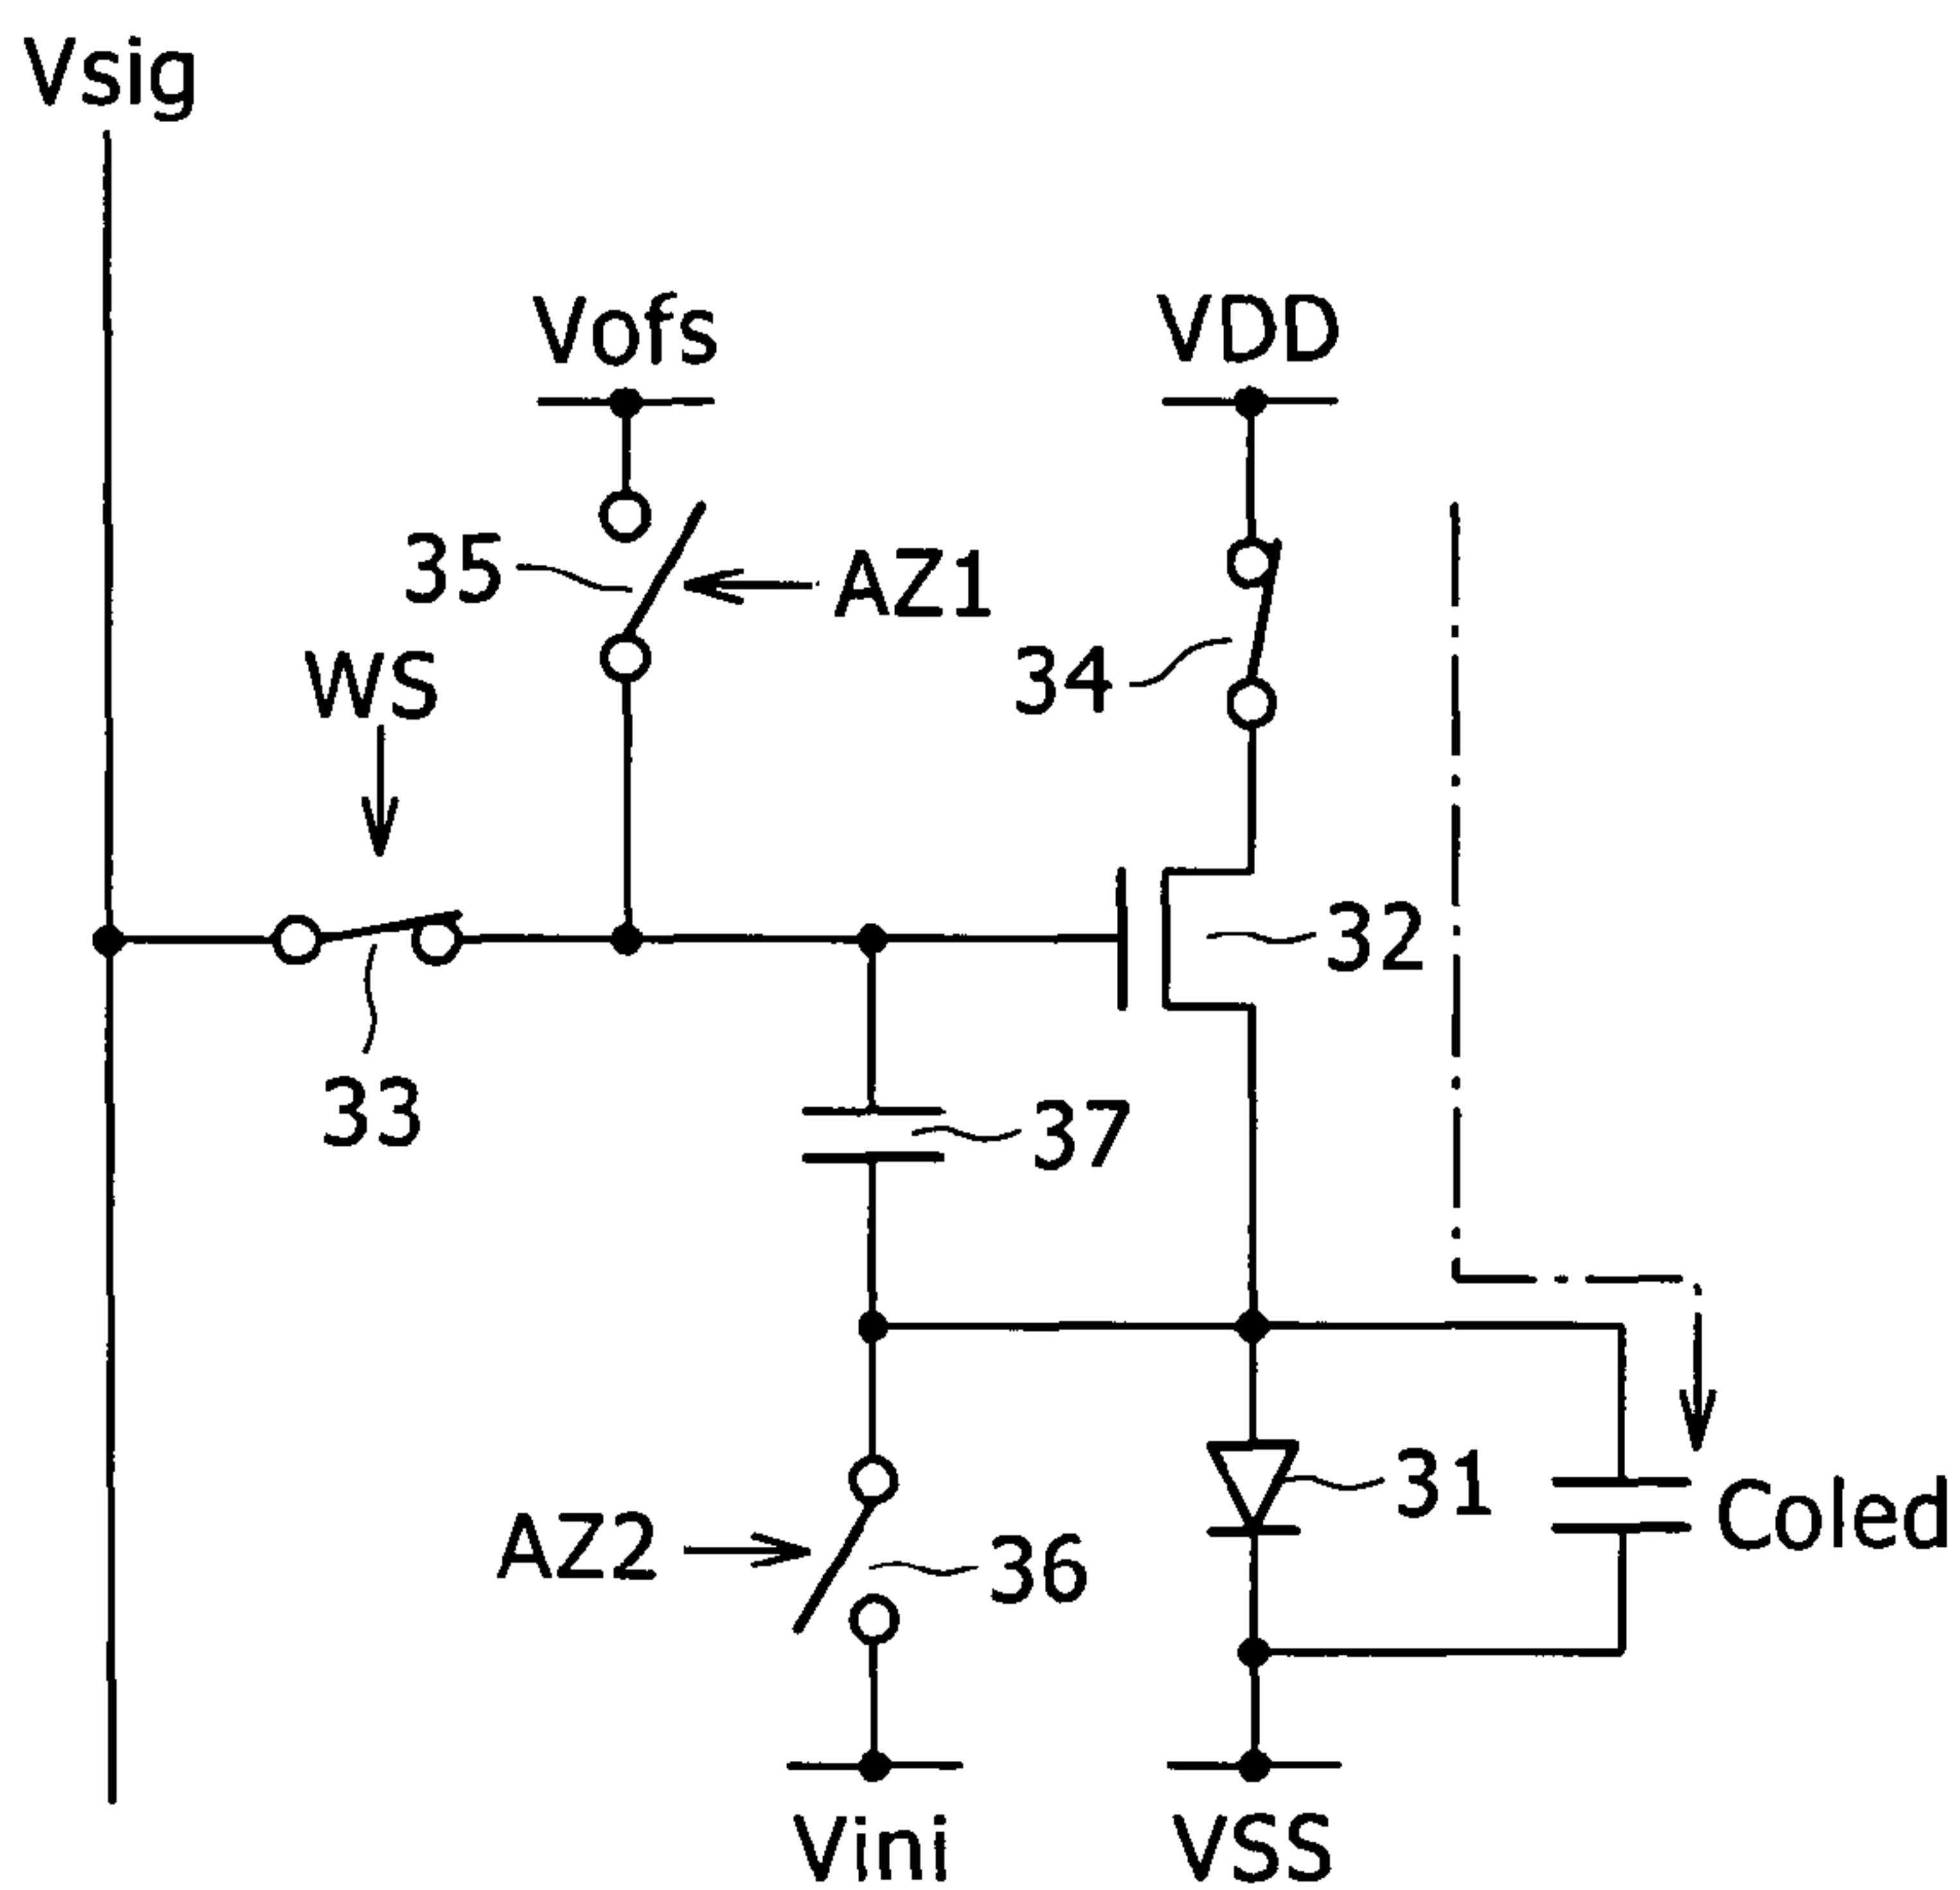 Vsig
Vofs
VDD
35
AZ1
WS
34
32
33
37
31
Coled
AZ2
36
Vini
VSS